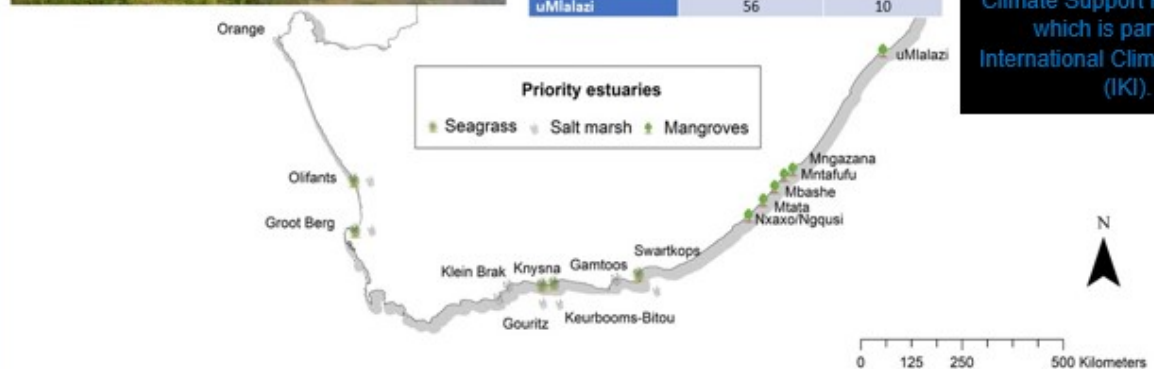 uMlalazi 56 10
Climate Support
which is par
International Clim
(IKI).
Orange
uMlalazi
Priority estuaries
Seagrass Salt marsh Mangroves
Mngazana
Mntafufu
Mbashe
Mtata
Nxaxo/Ngqusi
Olifants
Groot Berg
Swartkops
Klein Brak Knysna Gamtoos
Gouritz Keurbooms-Bitou
N
0 125 250 500 Kilometers